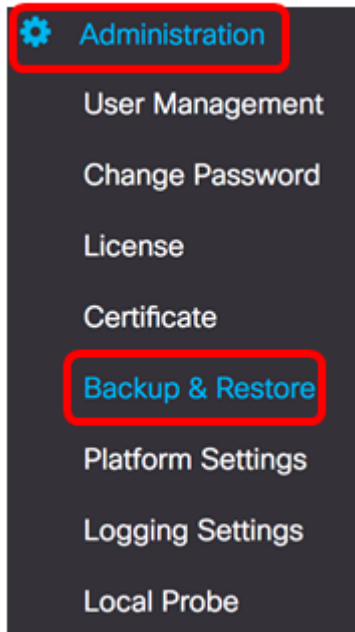 Administration
User Management
Change Password
License
Certificate
Backup & Restore
Platform Settings
Logging Settings
Local Probe